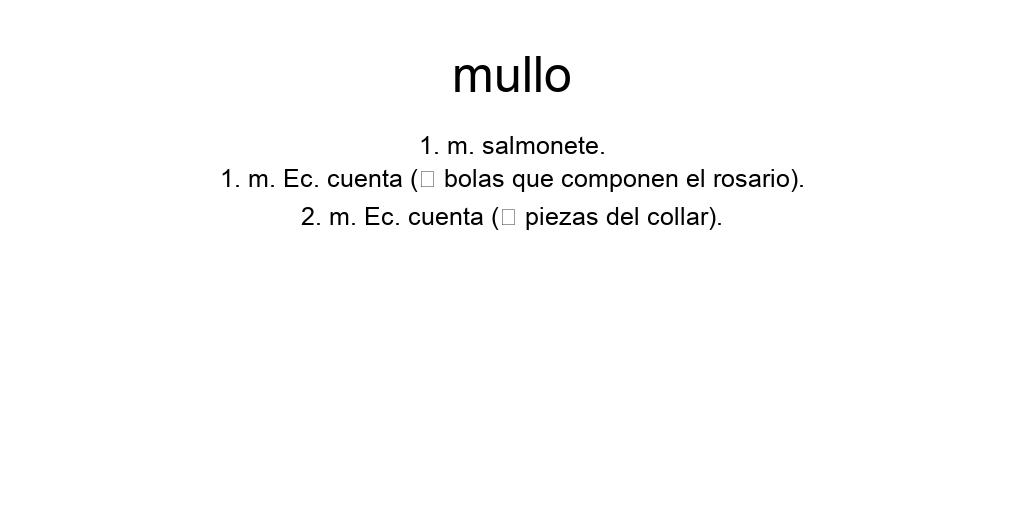 mullo
1. m. salmonete.
1. m. Ec. cuenta (□ bolas que componen el rosario).
2. m. Ec. cuenta (□ piezas del collar).